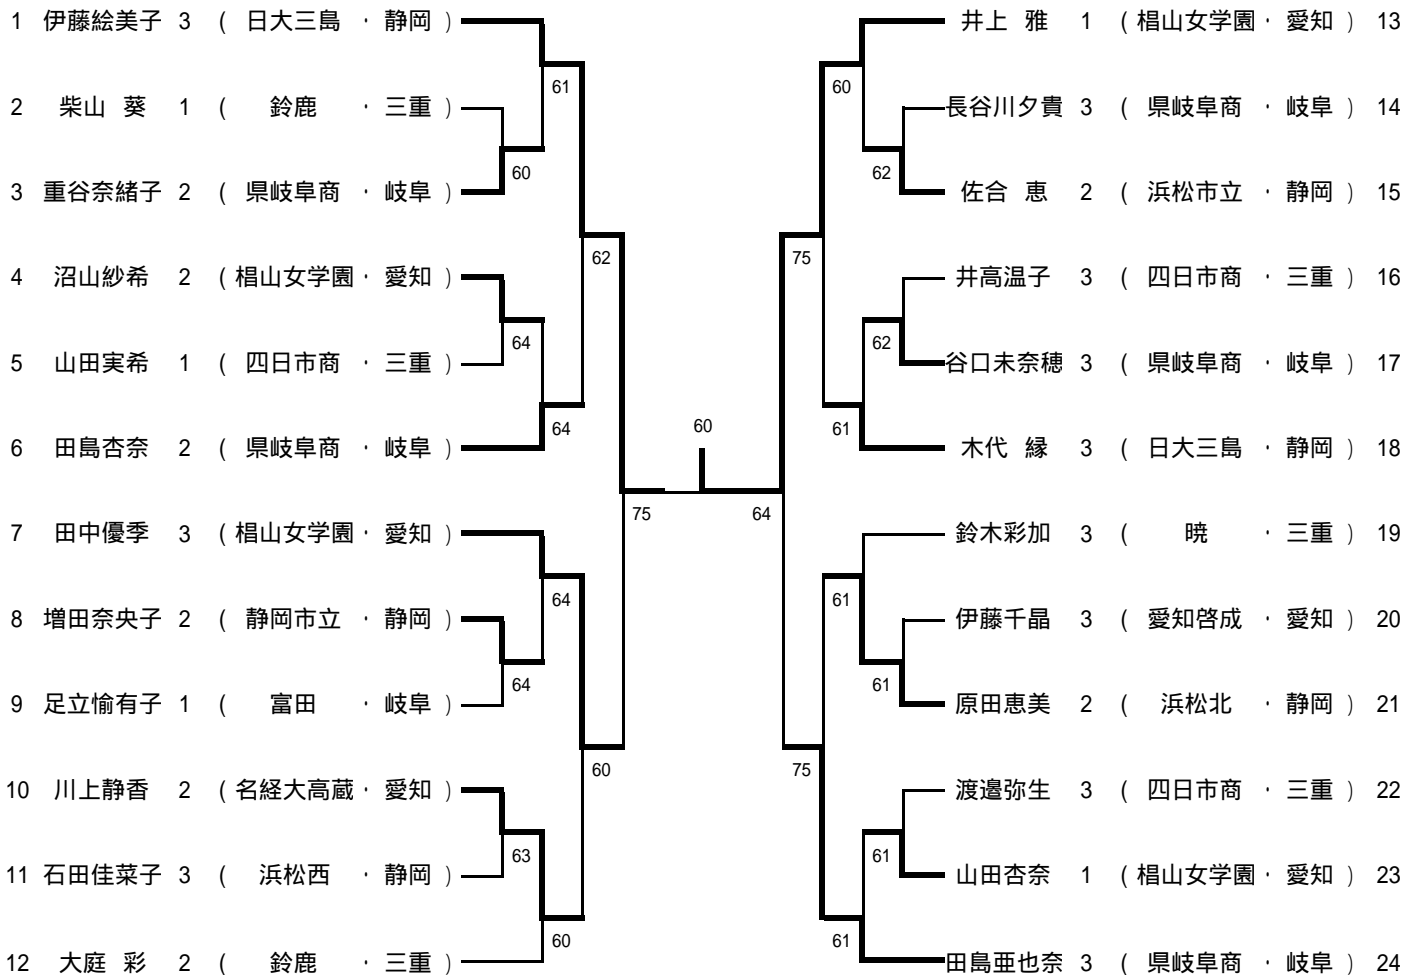 1 伊藤絵美子 3 ( 日大三島 ・ 静岡 )
2 柴山 葵 1 ( 鈴鹿 ・ 三重 )
3 重谷奈緒子 2 ( 県岐阜商 ・ 岐阜 )
4 沼山紗希 2 ( 椙山女学園 ・ 愛知 )
5 山田実希 1 ( 四日市商 ・ 三重 )
6 田島杏奈 2 ( 県岐阜商 ・ 岐阜 )
7 田中優季 3 ( 椙山女学園 ・ 愛知 )
8 増田奈央子 2 ( 静岡市立 ・ 静岡 )
9 足立愉有子 1 ( 富田 ・ 岐阜 )
10 川上静香 2 ( 名経大高蔵 ・ 愛知 )
11 石田佳菜子 3 ( 浜松西 ・ 静岡 )
12 大庭 彩 2 ( 鈴鹿 ・ 三重 )
61
60
62
64
64
75
64
64
60
63
60
60
64
60
62
75
62
61
61
61
75
61
61
井上 雅 1 ( 椙山女学園 ・ 愛知 ) 13
長谷川夕貴 3 ( 県岐阜商 ・ 岐阜 ) 14
佐合 恵 2 ( 浜松市立 ・ 静岡 ) 15
井高温子 3 ( 四日市商 ・ 三重 ) 16
谷口未奈穂 3 ( 県岐阜商 ・ 岐阜 ) 17
木代 縁 3 ( 日大三島 ・ 静岡 ) 18
鈴木彩加 3 ( 暁 ・ 三重 ) 19
伊藤千晶 3 ( 愛知啓成 ・ 愛知 ) 20
原田恵美 2 ( 浜松北 ・ 静岡 ) 21
渡邉弥生 3 ( 四日市商 ・ 三重 ) 22
山田杏奈 1 ( 椙山女学園 ・ 愛知 ) 23
田島亜也奈 3 ( 県岐阜商 ・ 岐阜 ) 24